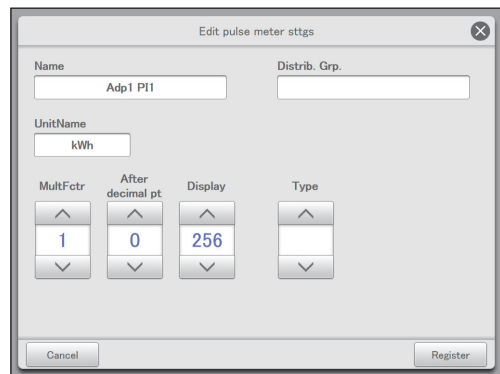 Edit pulse meter sttgs
Name
Distrib. Grp.
Adp1 PI1
UnitName
kWh
MultFctr
After
decimal pt
Display
Type
1
0
256
Cancel
Register